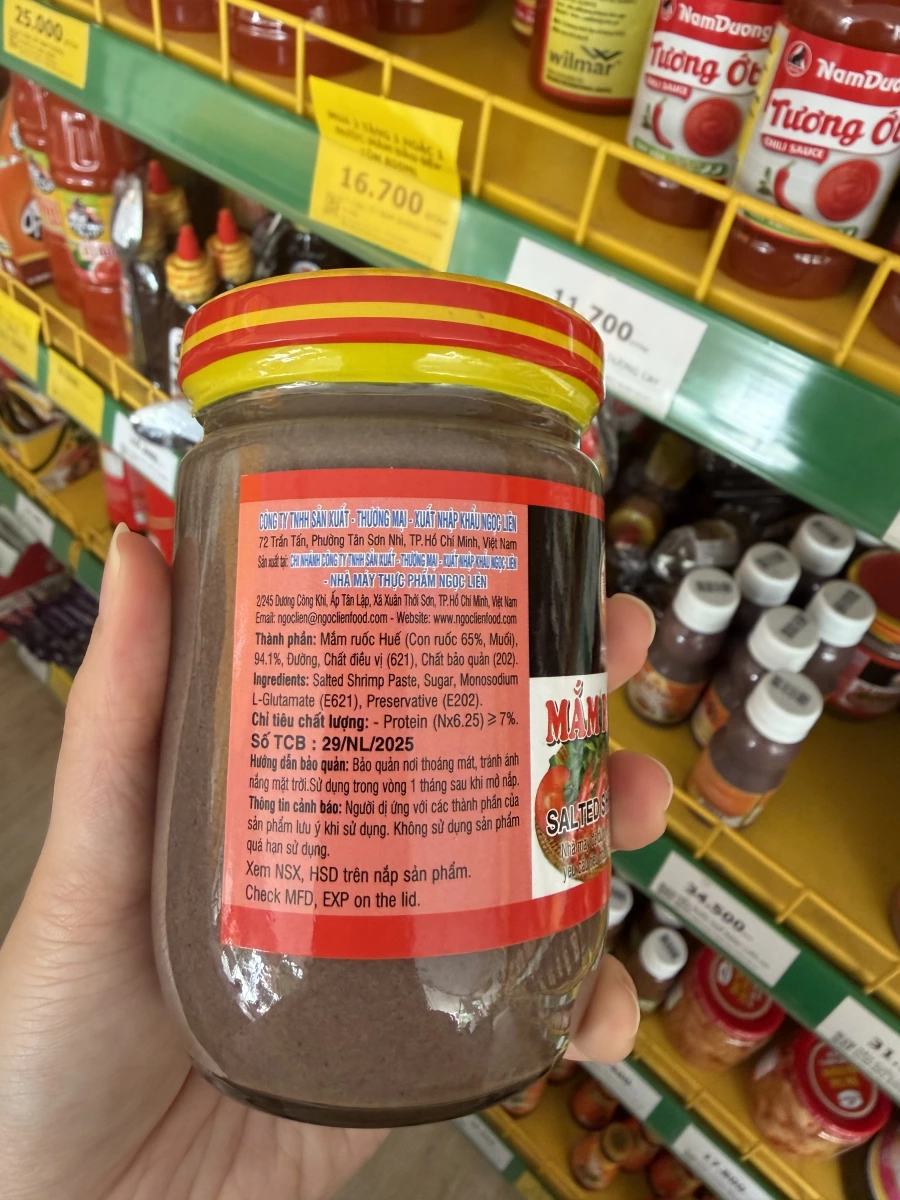 25.000
16.700
wilmar
NamDương
Tương Ớt
CHILI SAUCE
NamDươ
Tương Ớt
CHILI SAUCE
11.700
CÔNG TY TNHH SẢN XUẤT - THƯƠNG MẠI - XUẤT NHẬP KHẨU NGỌC LIÊN
72 Trần Tấn, Phường Tân Sơn Nhì, TP.Hồ Chí Minh, Việt Nam
Sản xuất tại: CHI NHÁNH CÔNG TY TNHH SẢN XUẤT - THƯƠNG MẠI - XUẤT NHẬP KHẨU NGỌC LIÊN
- NHÀ MÁY THỰC PHẨM NGỌC LIÊN
2/245 Dương Công Khi, Ấp Tân Lập, Xã Xuân Thới Sơn, TP.Hồ Chí Minh, Việt Nam
Email: ngoclien@ngoclienfood.com - Website: www.ngoclienfood.com
Thành phần: Mắm ruốc Huế (Con ruốc 65%, Muối),
94.1%, Đường, Chất điều vị (621), Chất bảo quản (202).
Ingredients: Salted Shrimp Paste, Sugar, Monosodium
L-Glutamate (E621), Preservative (E202).
Chỉ tiêu chất lượng: - Protein (Nx6.25) ≥ 7%.
Số TCB : 29/NL/2025
Hướng dẫn bảo quản: Bảo quản nơi thoáng mát, tránh ánh
nắng mặt trời.Sử dụng trong vòng 1 tháng sau khi mở nắp.
Thông tin cảnh báo: Người dị ứng với các thành phần của
sản phẩm lưu ý khi sử dụng. Không sử dụng sản phẩm
quá hạn sử dụng.
Xem NSX, HSD trên nắp sản phẩm.
Check MFD, EXP on the lid.
MẮM
SALTED
34.500